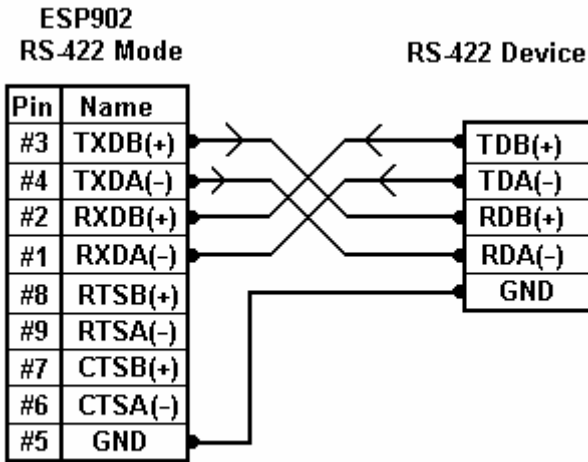 ESP902
RS-422 Mode
RS-422 Device
Pin Name
#3 TXDB(+)
#4 TXDA(-)
#2 RXDB(+)
#1 RXDA(-)
#8 RTSB(+)
#9 RTSA(-)
#7 CTSB(+)
#6 CTSA(-)
#5 GND
TDB(+)
TDA(-)
RDB(+)
RDA(-)
GND